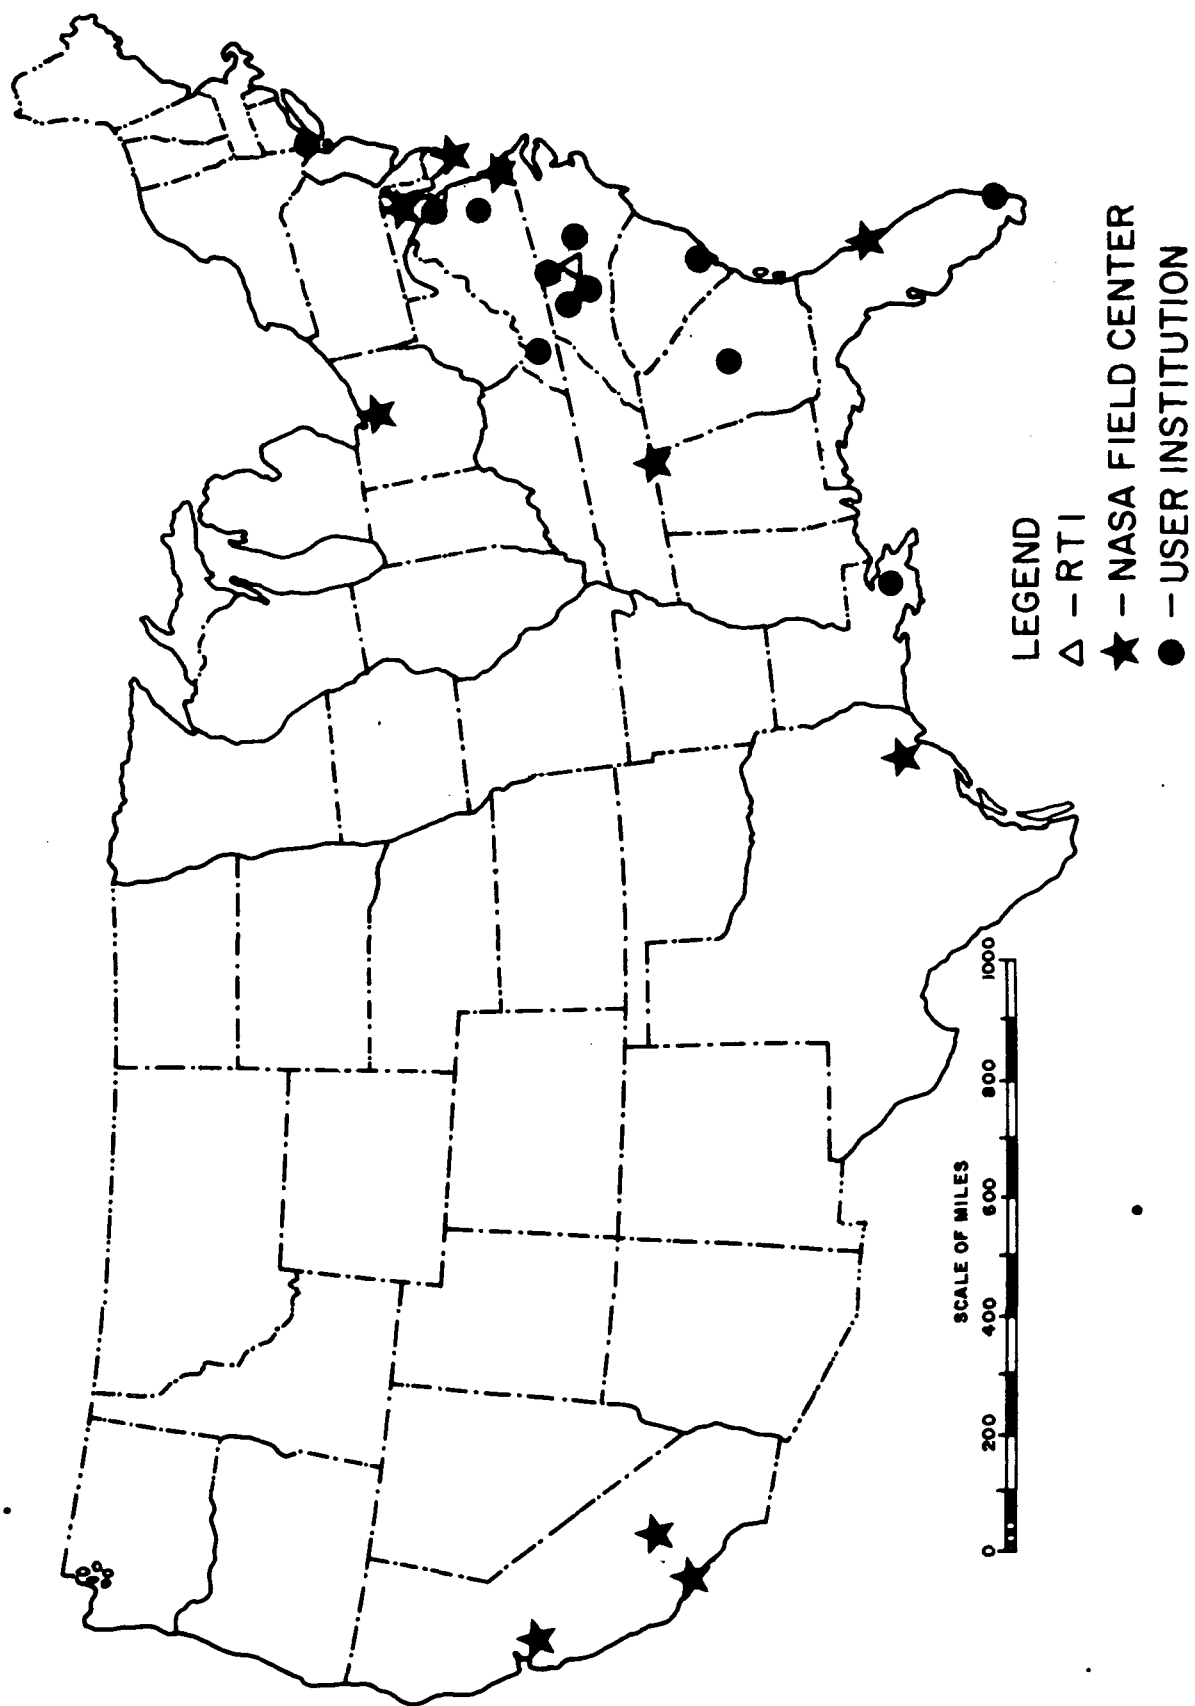 SCALE OF MILES
0 200 400 600 800 1000
LEGEND
△ – RTI
★ – NASA FIELD CENTER
● – USER INSTITUTION